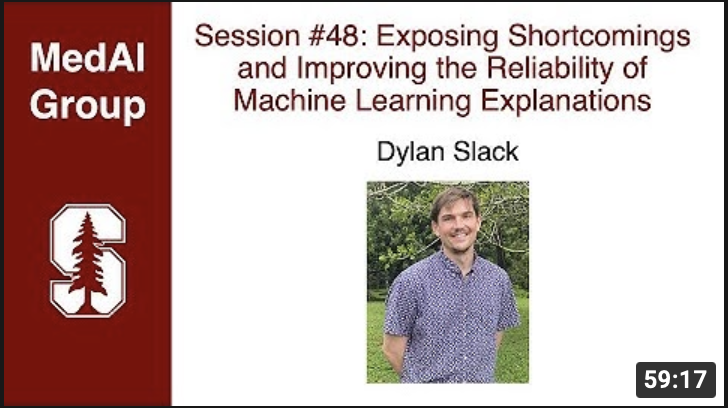 MedAI
Group
Session #48: Exposing Shortcomings
and Improving the Reliability of
Machine Learning Explanations
Dylan Slack
S
59:17